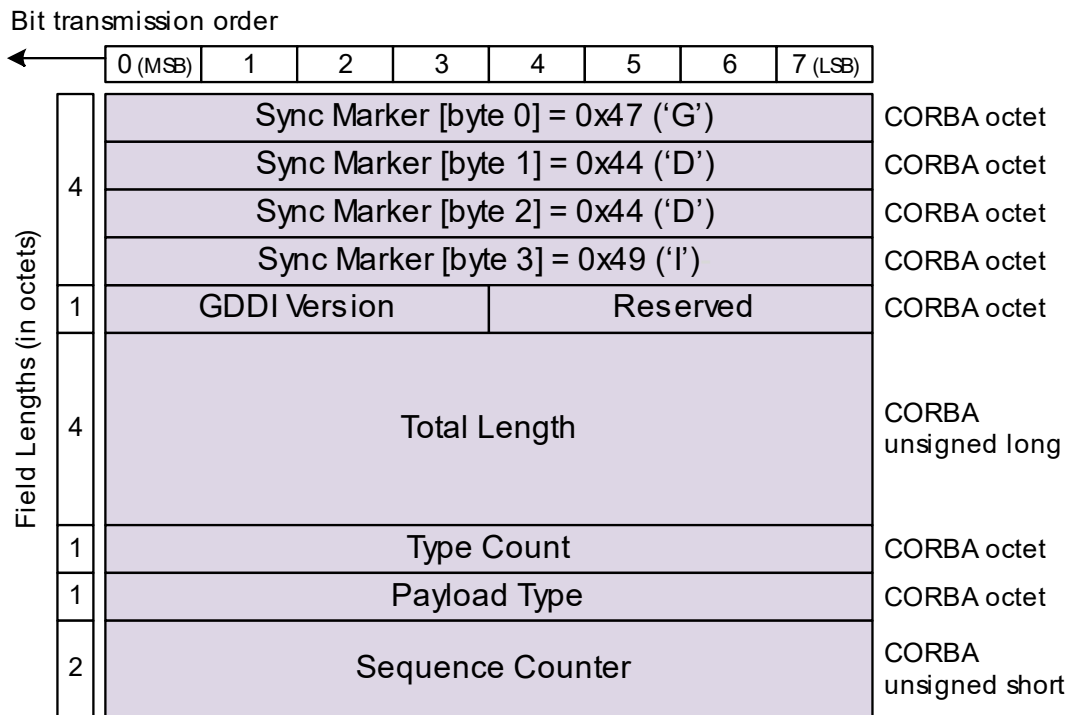 Bit transmission order
0 (MSB) 1 2 3 4 5 6 7 (LSB)
Field Lengths (in octets)
4
Sync Marker [byte 0] = 0x47 (‘G’) CORBA octet
Sync Marker [byte 1] = 0x44 (‘D’) CORBA octet
Sync Marker [byte 2] = 0x44 (‘D’) CORBA octet
Sync Marker [byte 3] = 0x49 (‘I’) CORBA octet
1 GDDI Version Reserved CORBA octet
4 Total Length CORBA
unsigned long
1 Type Count CORBA octet
1 Payload Type CORBA octet
2 Sequence Counter CORBA
unsigned short